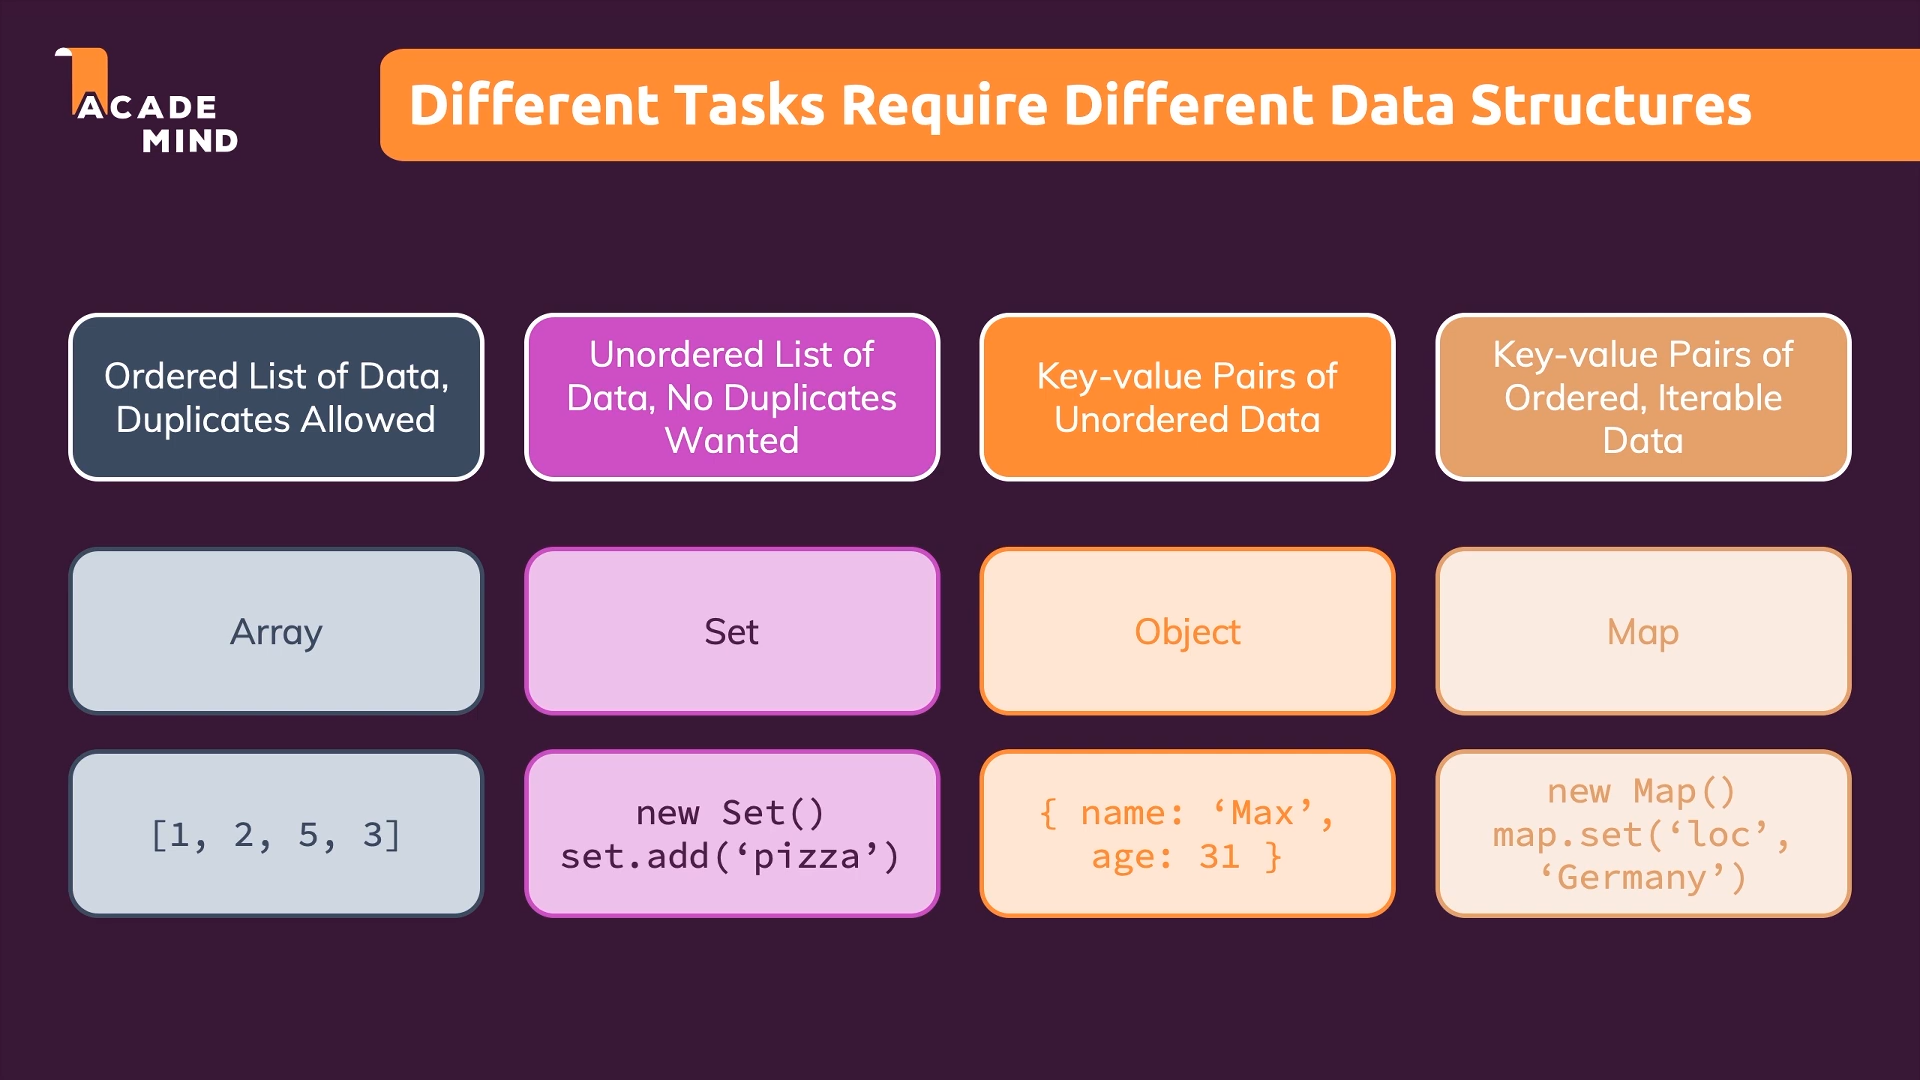 ACADE
MIND
Different Tasks Require Different Data Structures
Ordered List of Data,
Duplicates Allowed
Unordered List of
Data, No Duplicates
Wanted
Key-value Pairs of
Unordered Data
Key-value Pairs of
Ordered, Iterable
Data
Array
Set
Object
Map
[1, 2, 5, 3]
new Set()
set.add(‘pizza’)
{ name: ‘Max’,
age: 31 }
new Map()
map.set(‘loc’,
‘Germany’)